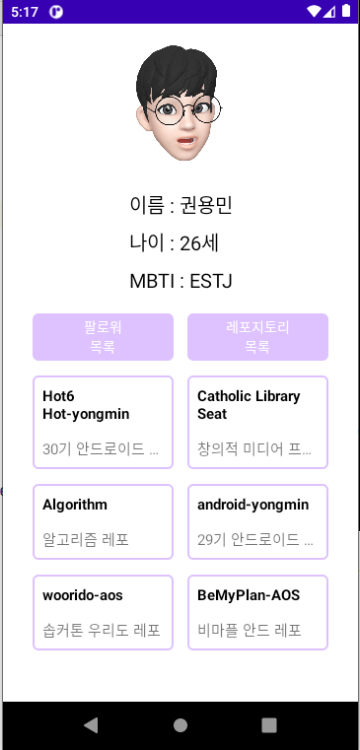 5:17
이름 : 권용민
나이 : 26세
MBTI : ESTJ
팔로워
목록
레포지토리
목록
Hot6
Hot-yongmin
30기 안드로이드 ...
Catholic Library
Seat
창의적 미디어 프...
Algorithm
알고리즘 레포
android-yongmin
29기 안드로이드 ...
woorido-aos
솝커톤 우리도 레포
BeMyPlan-AOS
비마플 안드 레포